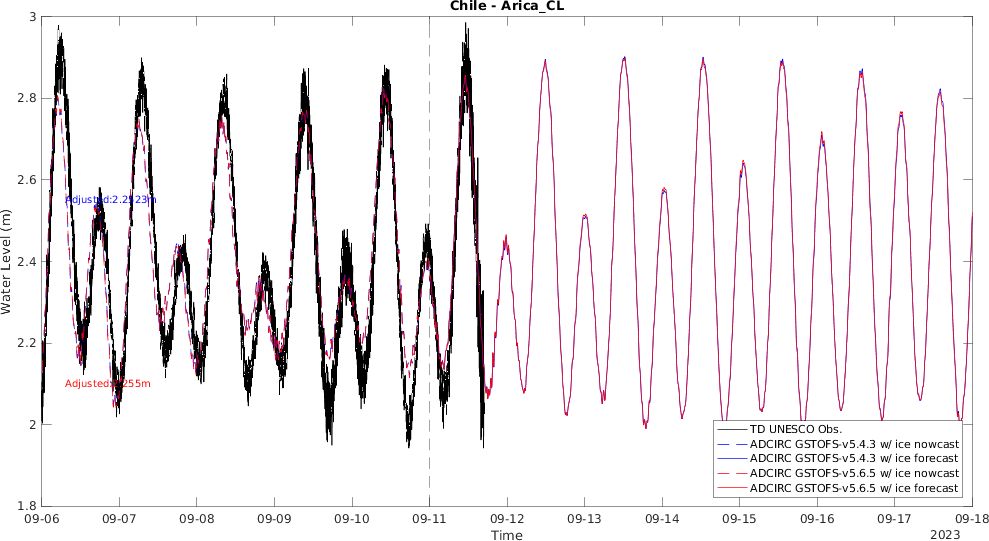 Chile - Arica_CL
3
2.8
2.6
2.4
2.2
2
1.8
Water Level (m)
Adjusted:2.2523m
Adjusted:2.255m
TD UNESCO Obs.
ADCIRC GSTOFS-v5.4.3 w/ ice nowcast
ADCIRC GSTOFS-v5.4.3 w/ ice forecast
ADCIRC GSTOFS-v5.6.5 w/ ice nowcast
ADCIRC GSTOFS-v5.6.5 w/ ice forecast
09-06 09-07 09-08 09-09 09-10 09-11 09-12 09-13 09-14 09-15 09-16 09-17 09-18
Time
2023